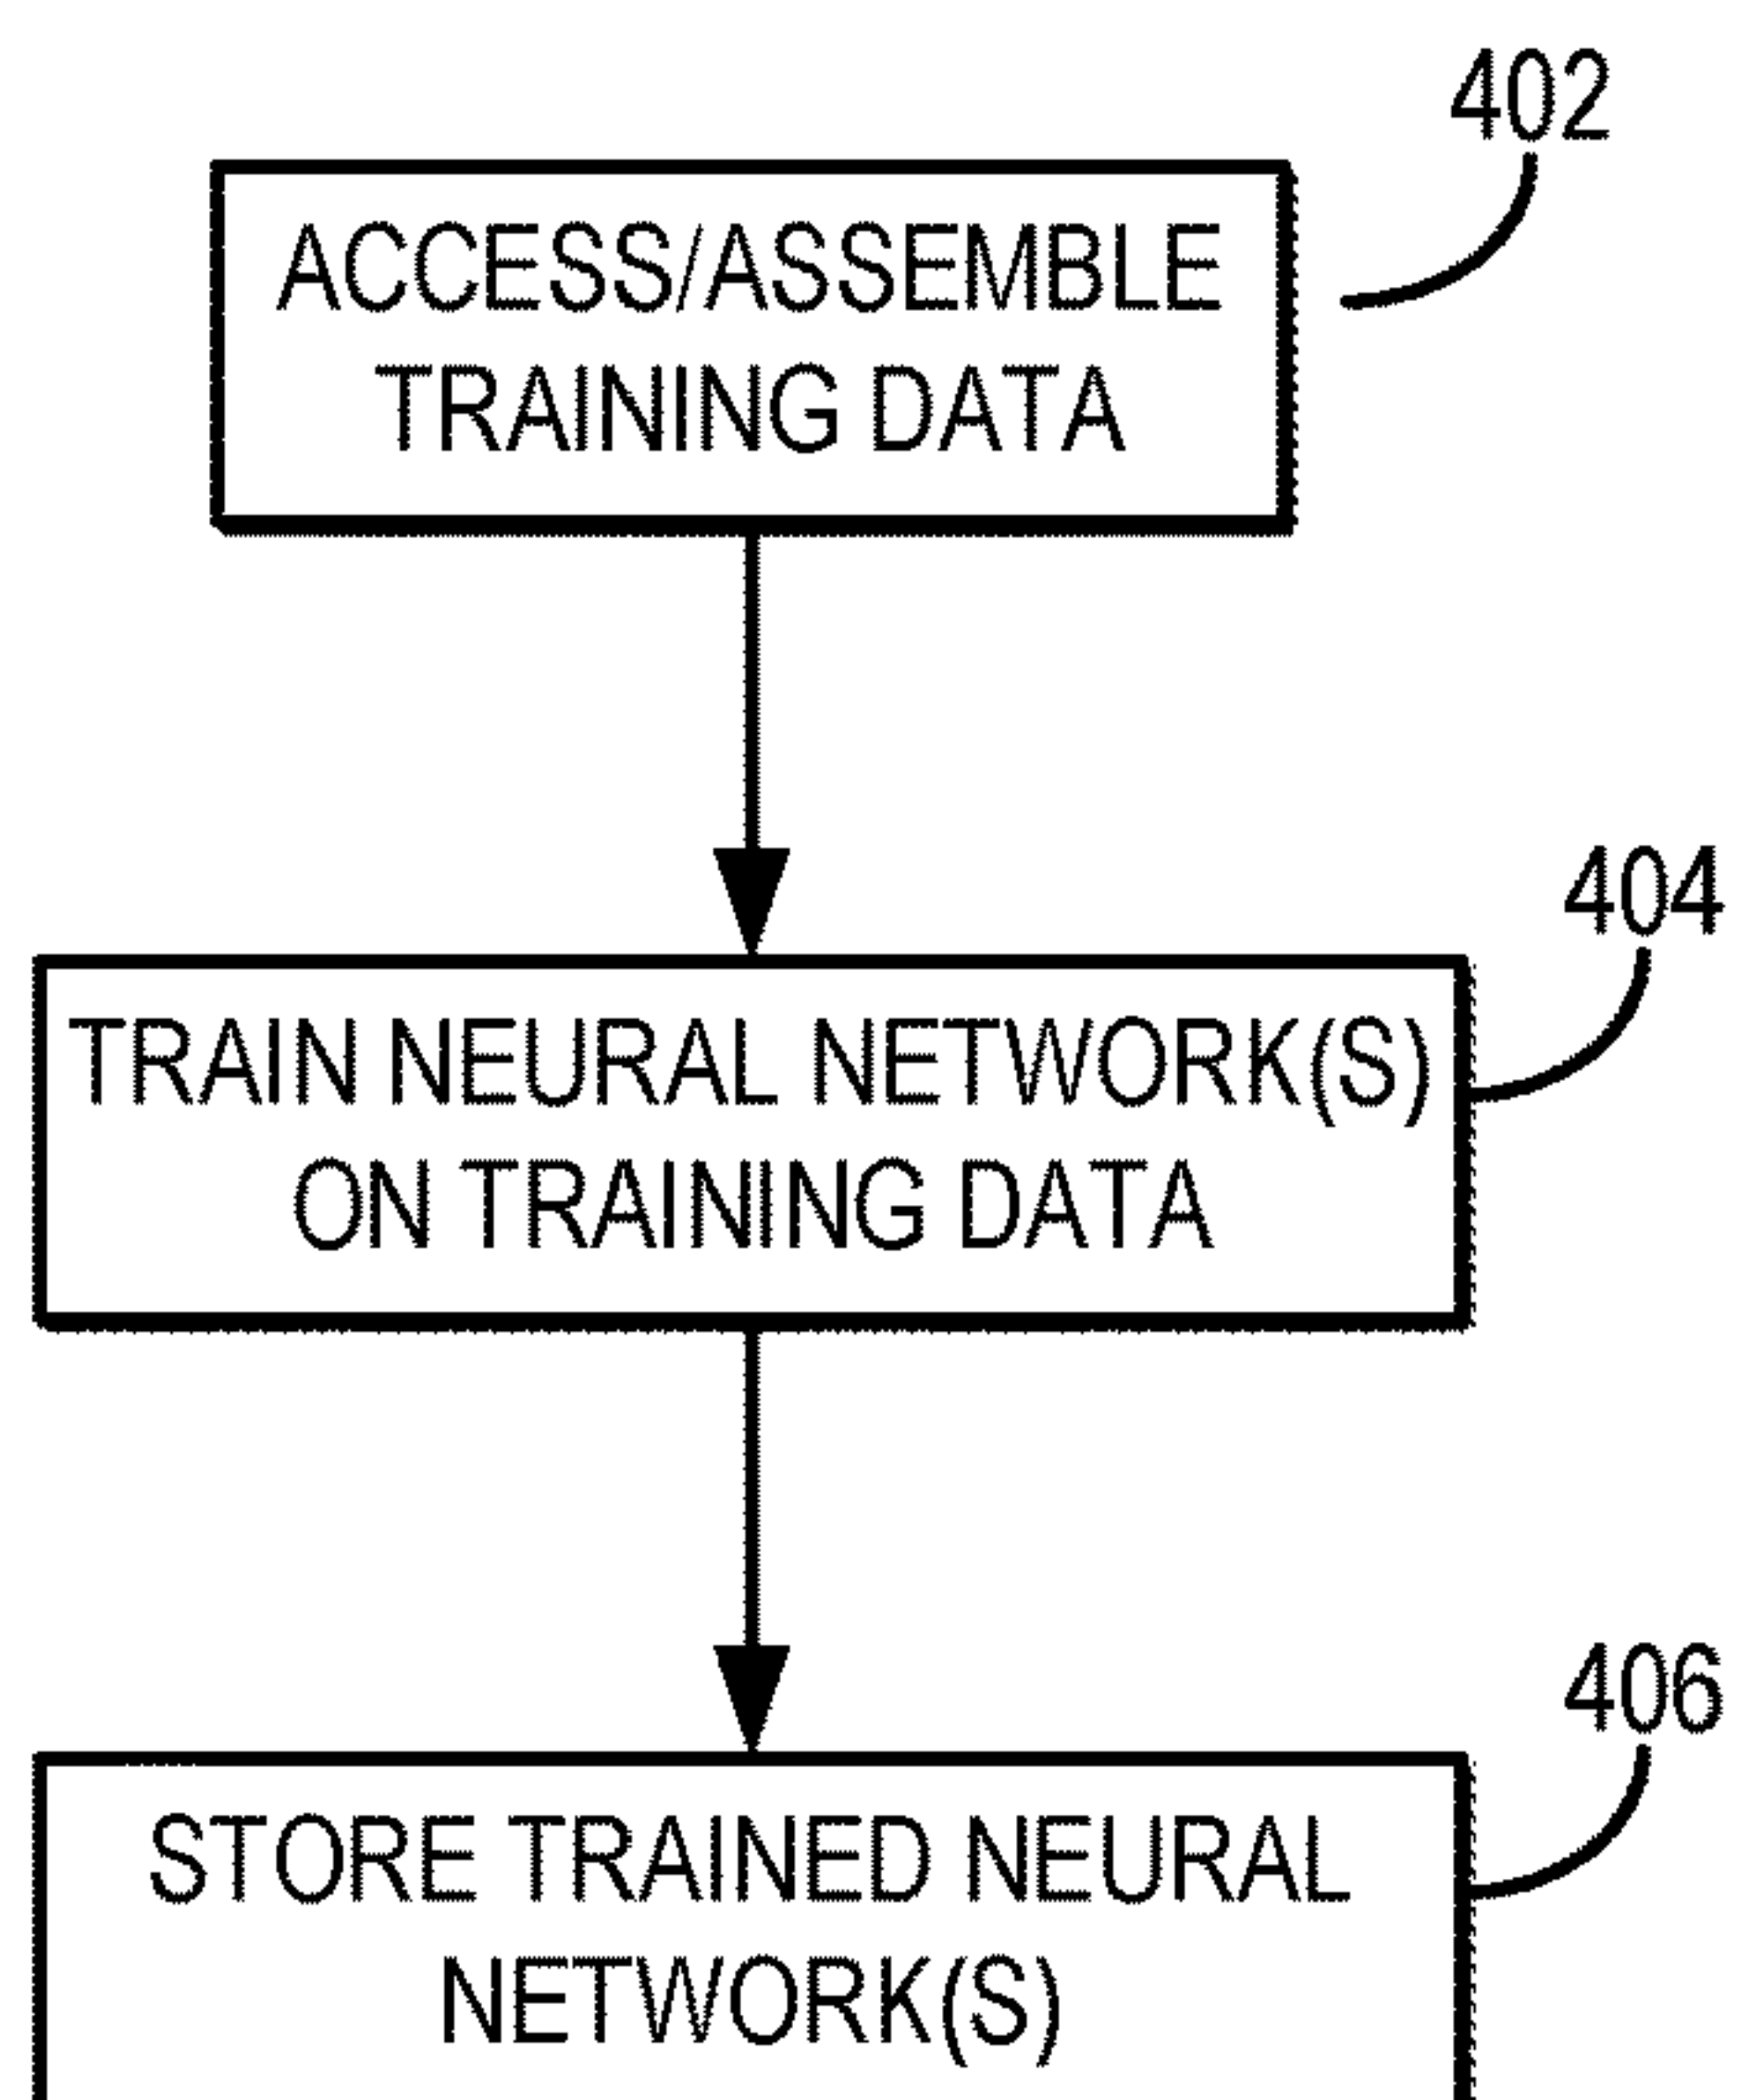 402
ACCESS/ASSEMBLE
TRAINING DATA
404
TRAIN NEURAL NETWORK(S)
ON TRAINING DATA
406
STORE TRAINED NEURAL
NETWORK(S)